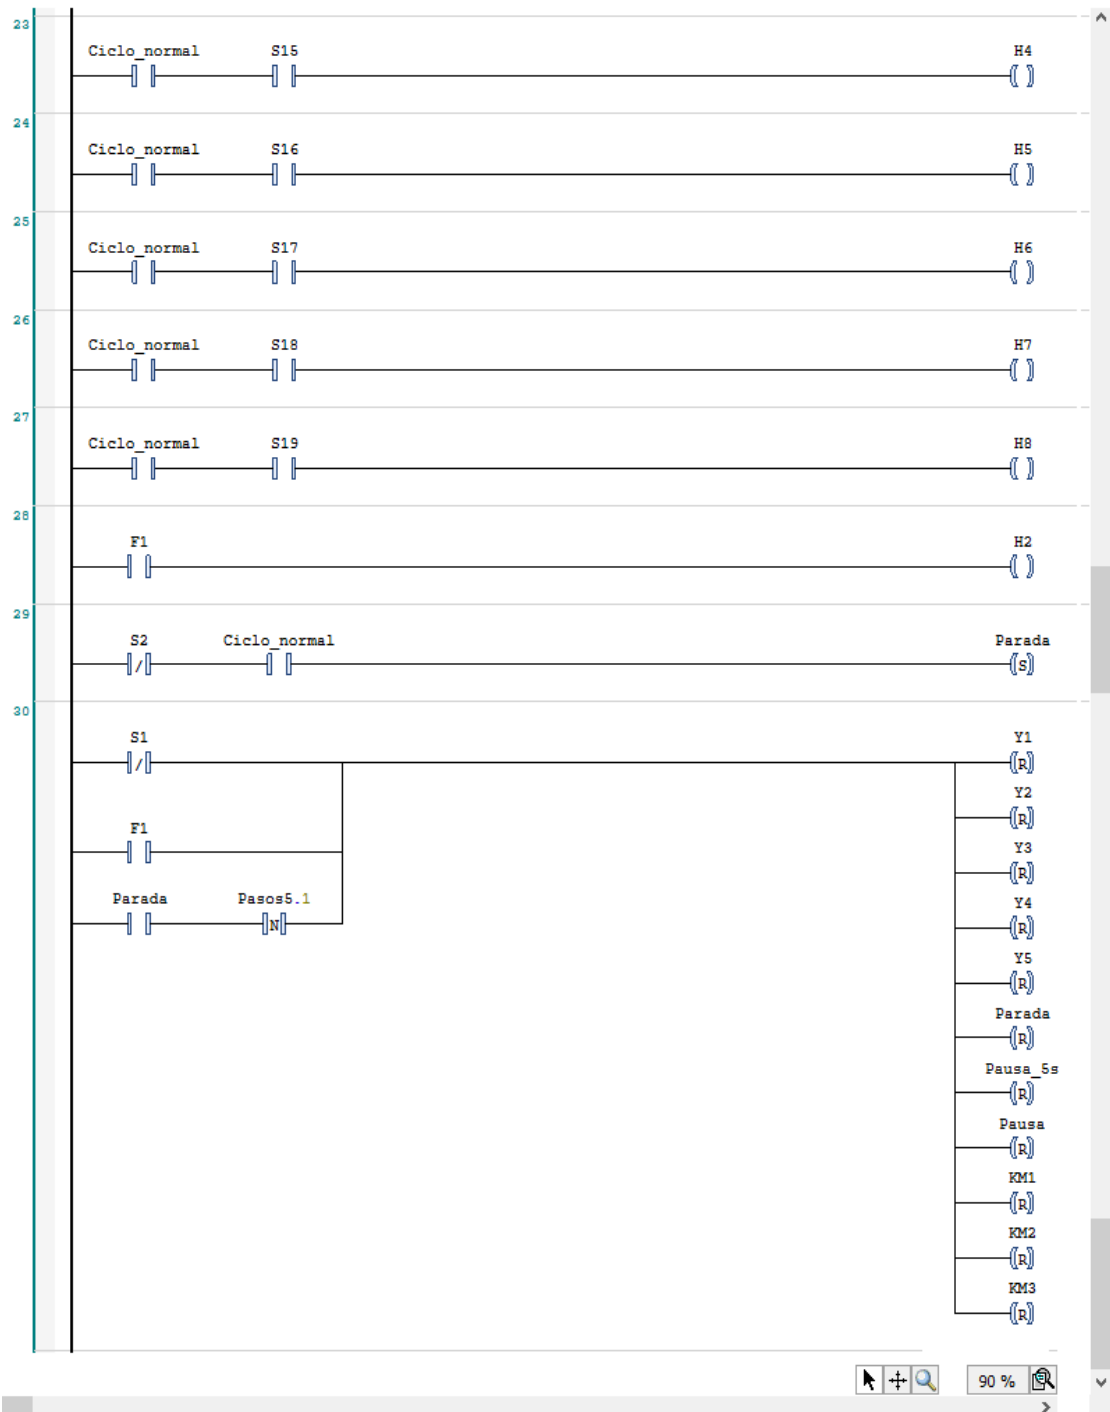 23
Ciclo_normal S15 H4
24
Ciclo_normal S16 H5
25
Ciclo_normal S17 H6
26
Ciclo_normal S18 H7
27
Ciclo_normal S19 H8
28
F1 H2
29
S2 Ciclo_normal Parada
/ S
30
S1 Y1
/ R
Y2
R
F1 Y3
R
Parada Pasos5.1 Y4
N R
Y5
R
Parada
R
Pausa_5s
R
Pausa
R
KM1
R
KM2
R
KM3
R
90 %